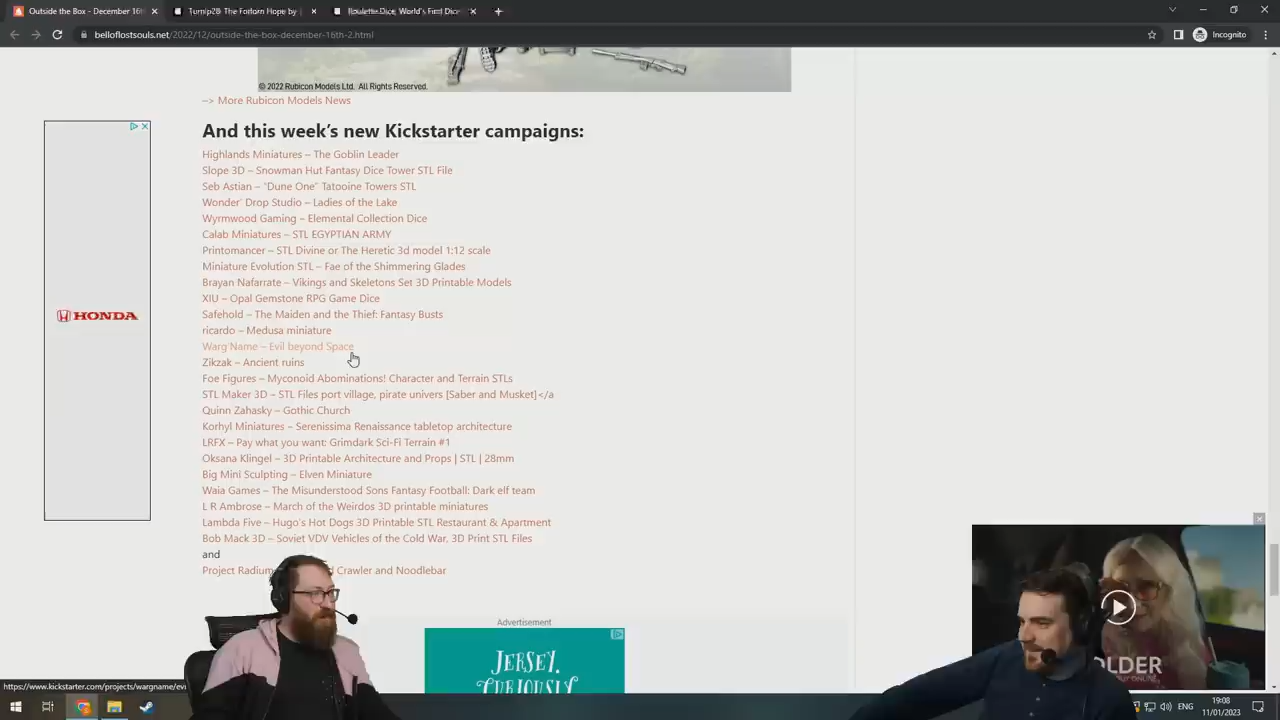 Outside the Box - December 16t
Turnip28 The
Belloflostsouls.net/2022/12/outside-the-box-december-16th-2.html
Incognito
© 2022 Rubicon Models Ltd. All Rights Reserved.
–> More Rubicon Models News
And this week's new Kickstarter campaigns:
Highlands Miniatures – The Goblin Leader
Slope 3D – Snowman Hut Fantasy Dice Tower STL File
Seb Astian – "Dune One" Tatooine Towers STL
Wonder' Drop Studio – Ladies of the Lake
Wyrmwood Gaming – Elemental Collection Dice
Calab Miniatures – STL EGYPTIAN ARMY
Printomancer – STL Divine or The Heretic 3d model 1:12 scale
Miniature Evolution STL – Fae of the Shimmering Glades
Brayan Nafarrate – Vikings and Skeletons Set 3D Printable Models
XIU – Opal Gemstone RPG Game Dice
HONDA
Safehold – The Maiden and the Thief: Fantasy Busts
ricardo – Medusa miniature
Warg'Name – Evil beyond Space
Zikzak – Ancient ruins
Foe Figures – Myconoid Abominations! Character and Terrain STLs
STL Maker 3D – STL Files port village, pirate univers [Saber and Musket]</a
Quinn Zahasky – Gothic Church
Korhyl Miniatures – Serenissima Renaissance tabletop architecture
LRFX – Pay what you want: Grimdark Sci-Fi Terrain #1
Oksana Klingel – 3D Printable Architecture and Props | STL | 28mm
Big Mini Sculpting – Elven Miniature
Waia Games – The Misunderstood Sons Fantasy Football: Dark elf team
L R Ambrose – March of the Weirdos 3D printable miniatures
Lambda Five – Hugo's Hot Dogs 3D Printable STL Restaurant & Apartment
Bob Mack 3D – Soviet VDV Vehicles of the Cold War, 3D Print STL Files
and
Project Radium Crawler and Noodlebar
Advertisement
JERSEY.
CURIOUSLY
OLDER
https://www.kickstarter.com/projects/wargname/evi
ENG
19:08
11/01/2023